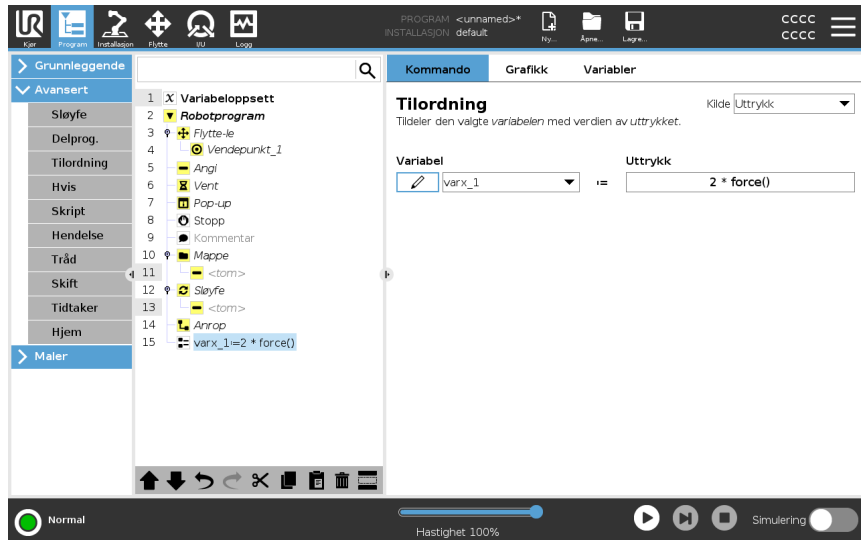 UR
Kjør
Program
Installasjon
Flytte
I/U
Logg
PROGRAM <unnamed>*
INSTALLASJON default
Ny...
Åpne...
Lagre...
CCCC
CCCC
Grunnleggende
Avansert
Sløyfe
Delprog.
Tilordning
Hvis
Skript
Hendelse
Tråd
Skift
Tidtaker
Hjem
Maler
1 X Variabeloppsett
2 Robotprogram
3 Flytte-le
4 Vendepunkt_1
5 Angi
6 Vent
7 Pop-up
8 Stopp
9 Kommentar
10 Mappe
11 <tom>
12 Sløyfe
13 <tom>
14 Anrop
15 varx_1≔2 * force()
Kommando Grafikk Variabler
Tilordning
Kilde Uttrykk
Tildeler den valgte variabelen med verdien av uttrykket.
Variabel Uttrykk
varx_1 ≔ 2 * force()
Normal
Hastighet 100%
Simulering